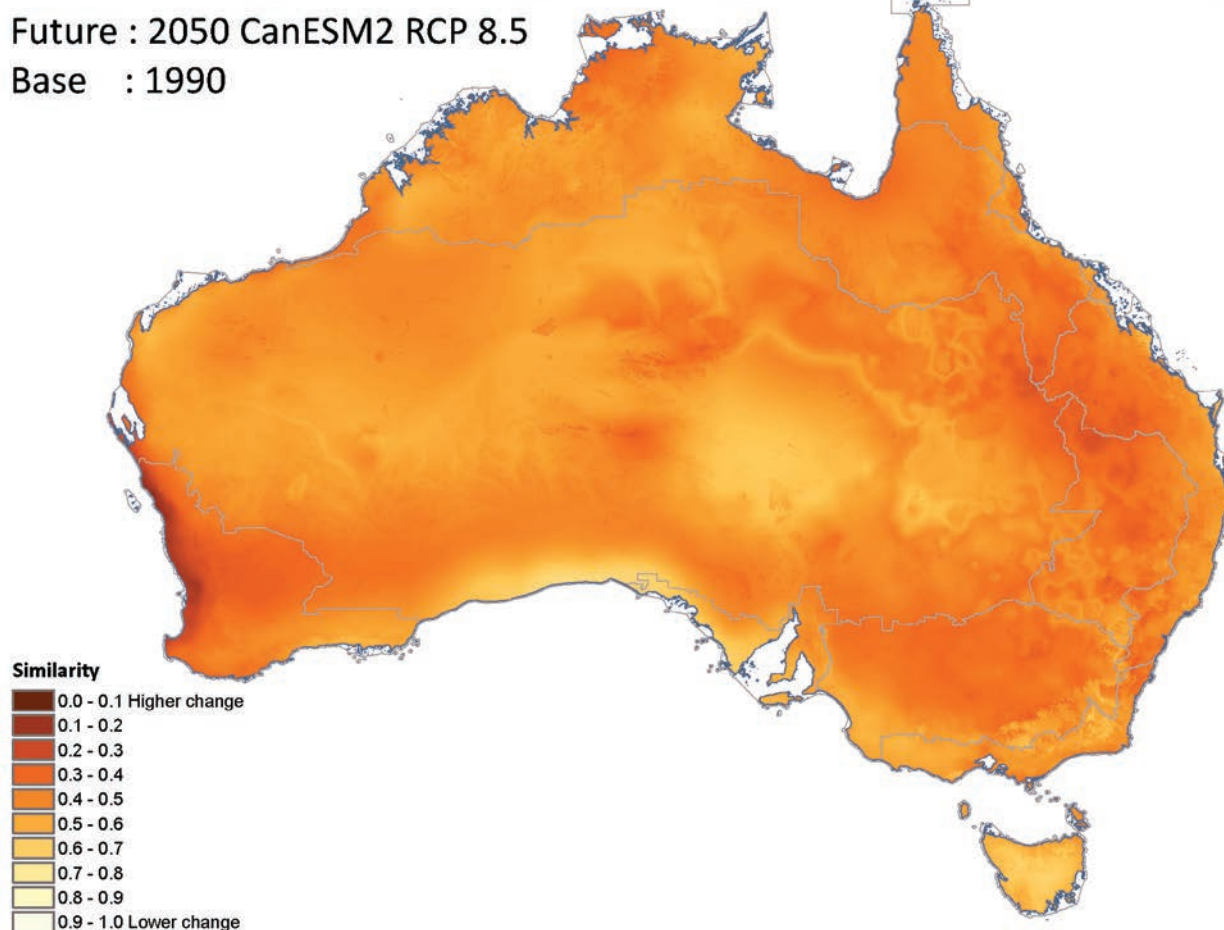 Future : 2050 CanESM2 RCP 8.5
Base : 1990
Similarity
0.0 - 0.1 Higher change
0.1 - 0.2
0.2 - 0.3
0.3 - 0.4
0.4 - 0.5
0.5 - 0.6
0.6 - 0.7
0.7 - 0.8
0.8 - 0.9
0.9 - 1.0 Lower change